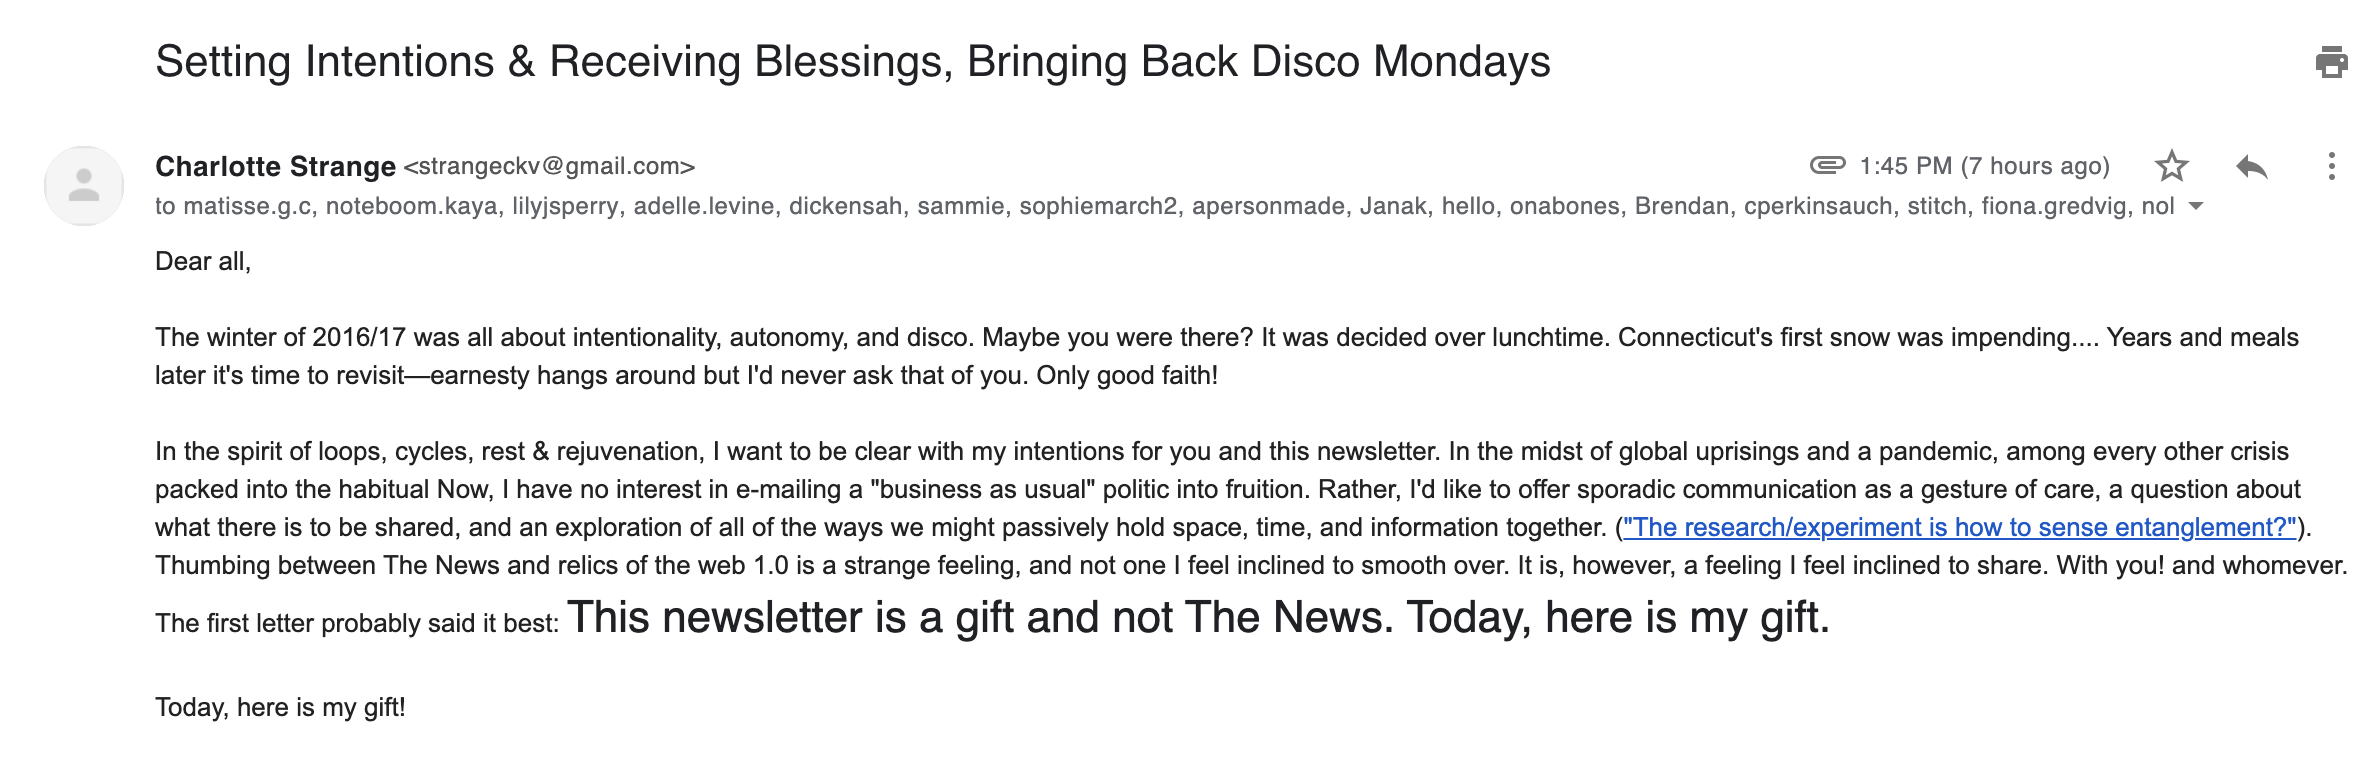 Setting Intentions & Receiving Blessings, Bringing Back Disco Mondays
Charlotte Strange <strangeckv@gmail.com>
1:45 PM (7 hours ago)
to matisse.g.c, noteboom.kaya, lilyjsperry, adelle.levine, dickensah, sammie, sophiemarch2, apersonmade, Janak, hello, onabones, Brendan, cperkinsauch, stitch, fiona.gredvig, nol
Dear all,
The winter of 2016/17 was all about intentionality, autonomy, and disco. Maybe you were there? It was decided over lunchtime. Connecticut's first snow was impending.... Years and meals
later it's time to revisit—earnesty hangs around but I'd never ask that of you. Only good faith!
In the spirit of loops, cycles, rest & rejuvenation, I want to be clear with my intentions for you and this newsletter. In the midst of global uprisings and a pandemic, among every other crisis
packed into the habitual Now, I have no interest in e-mailing a "business as usual" politic into fruition. Rather, I'd like to offer sporadic communication as a gesture of care, a question about
what there is to be shared, and an exploration of all of the ways we might passively hold space, time, and information together. ("The research/experiment is how to sense entanglement?").
Thumbing between The News and relics of the web 1.0 is a strange feeling, and not one I feel inclined to smooth over. It is, however, a feeling I feel inclined to share. With you! and whomever.
The first letter probably said it best: This newsletter is a gift and not The News. Today, here is my gift.
Today, here is my gift!